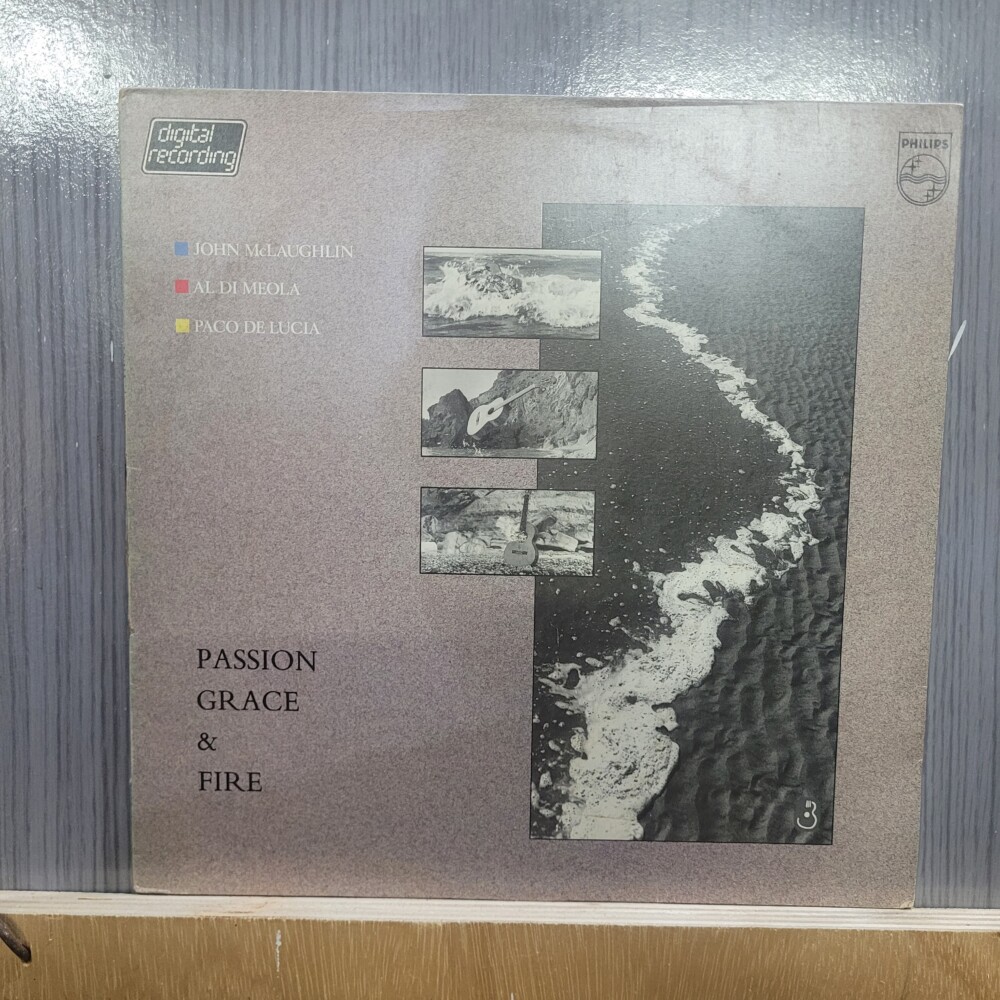 digital
recording
PHILIPS
JOHN McLAUGHLIN
AL DI MEOLA
PACO DE LUCIA
PASSION
GRACE
&
FIRE